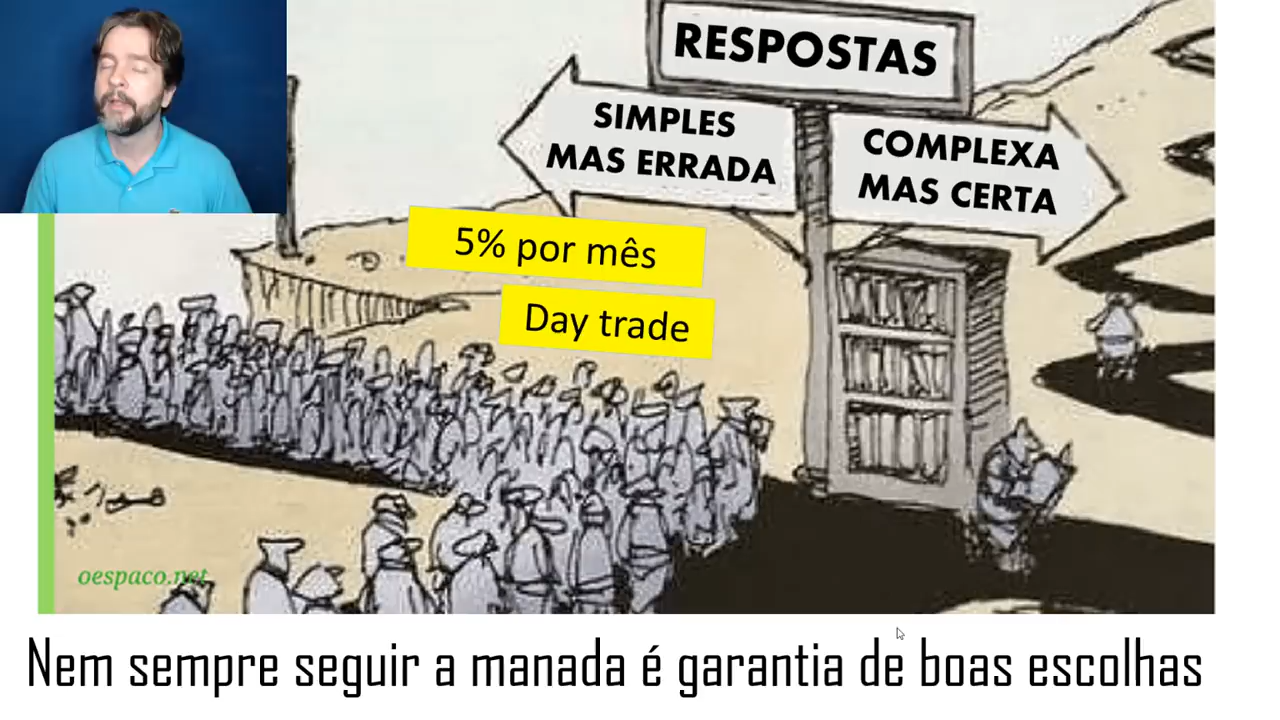 RESPOSTAS
SIMPLES
MAS ERRADA
COMPLEXA
MAS CERTA
5% por mês
Day trade
oespaco.net
Nem sempre seguir a manada é garantia de boas escolhas